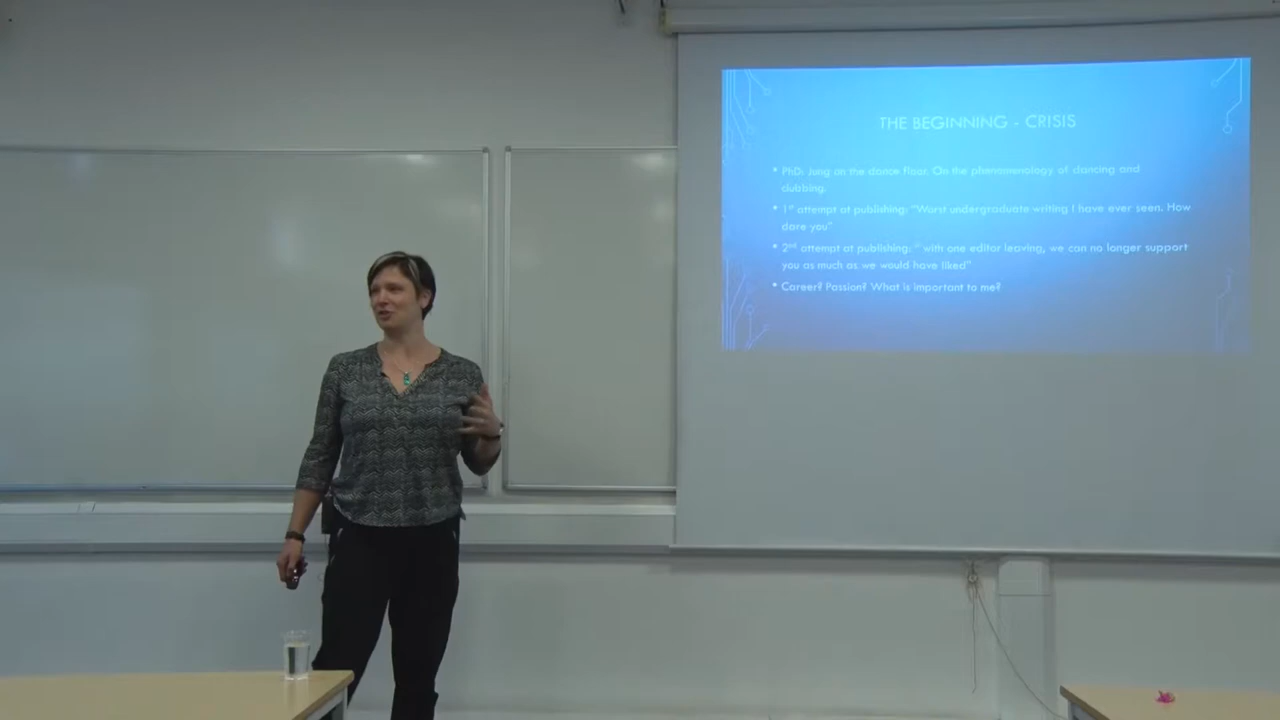 THE BEGINNING - CRISIS
• PhD: Jung on the dance floor. On the phenomenology of dancing and
clubbing.
• 1st attempt at publishing: "Worst undergraduate writing I have ever seen. How
dare you"
• 2nd attempt at publishing: " with one editor leaving, we can no longer support
you as much as we would have liked"
• Career? Passion? What is important to me?